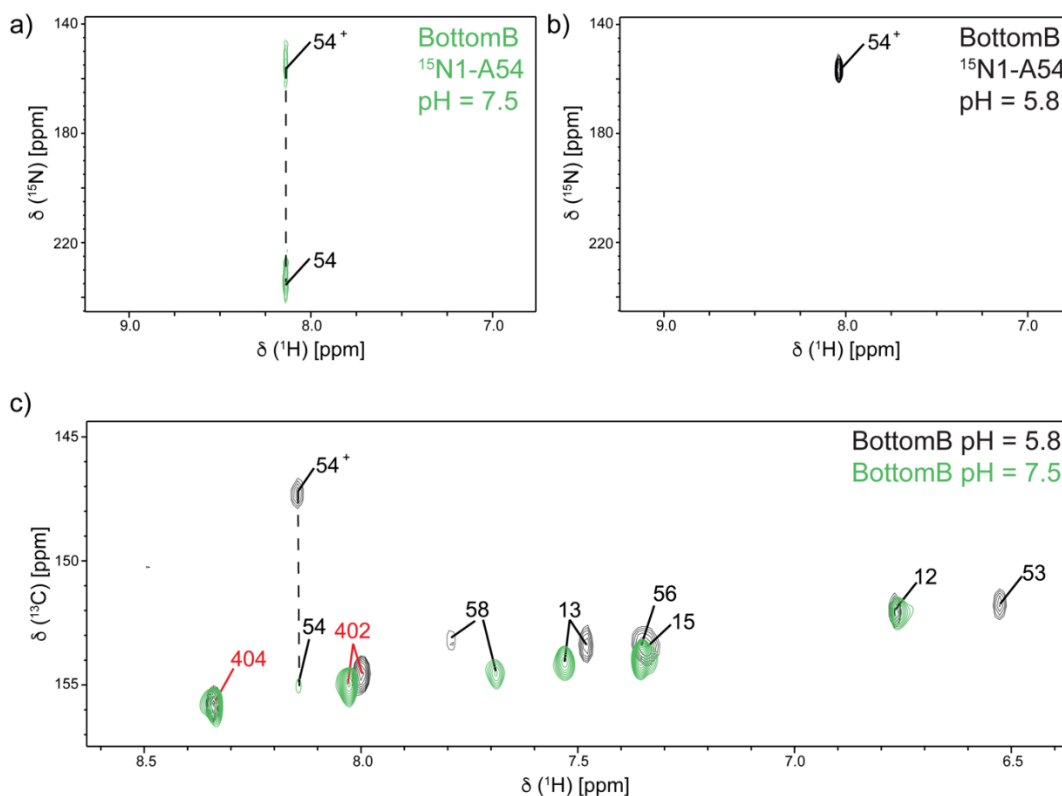 a)
54 +
BottomB
15N1-A54
pH = 7.5
54
140
180
220
δ (15N) [ppm]
9.0 8.0 7.0
δ (1H) [ppm]
b)
54+
BottomB
15N1-A54
pH = 5.8
140
180
220
δ (15N) [ppm]
9.0 8.0 7.0
δ (1H) [ppm]
c)
BottomB pH = 5.8
BottomB pH = 7.5
54 +
54
404
402
58
13
56
15
12
53
145
150
155
δ (13C) [ppm]
8.5 8.0 7.5 7.0 6.5
δ (1H) [ppm]